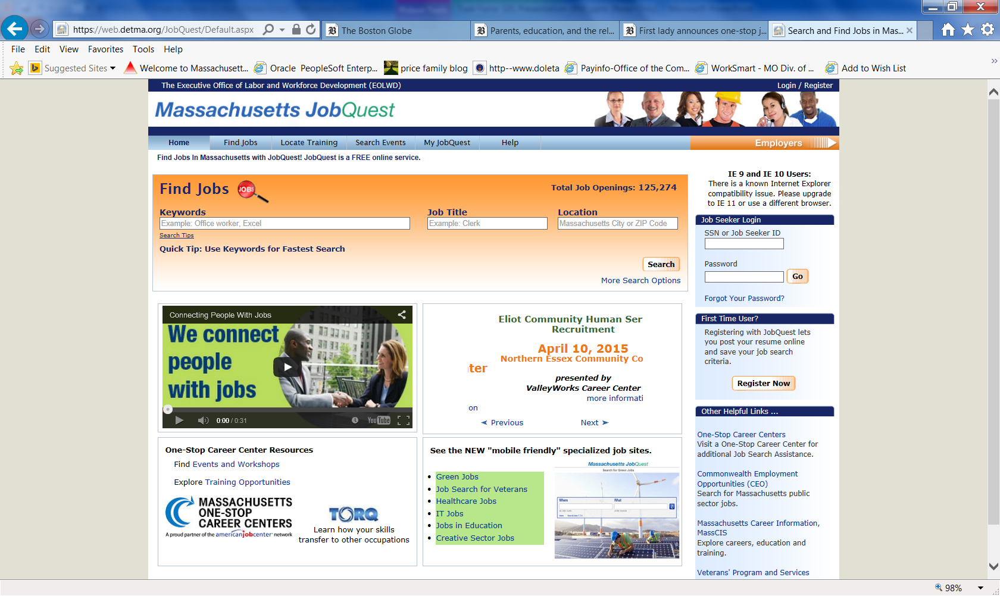 https://web.detma.org/JobQuest/Default.aspx
The Boston Globe
Parents, education, and the rel...
First lady announces one-stop j...
Search and Find Jobs in Mas...
File Edit View Favorites Tools Help
Suggested Sites
Welcome to Massachusett...
Oracle PeopleSoft Enterp...
price family blog
http--www.doleta
Payinfo-Office of the Com...
WorkSmart - MO Div. of ...
Add to Wish List
The Executive Office of Labor and Workforce Development (EOLWD)
Login / Register
Massachusetts JobQuest
Home Find Jobs Locate Training Search Events My JobQuest Help
Employers
Find Jobs In Massachusetts with JobQuest! JobQuest is a FREE online service.
Find Jobs
JOBS
Total Job Openings: 125,274
Keywords
Example: Office worker, Excel
Job Title
Example: Clerk
Location
Massachusetts City or ZIP Code
Search Tips
Quick Tip: Use Keywords for Fastest Search
Search
More Search Options
Connecting People With Jobs
We connect
people
with jobs
0:00 / 0:31
YouTube
Eliot Community Human Ser
Recruitment
April 10, 2015
Northern Essex Community Co
ter
presented by
ValleyWorks Career Center
more informati
on
Previous
Next
One-Stop Career Center Resources
Find Events and Workshops
Explore Training Opportunities
MASSACHUSETTS
ONE-STOP
CAREER CENTERS
A proud partner of the americanjobcenter network
TORQ
Learn how your skills
transfer to other occupations
See the NEW "mobile friendly" specialized job sites.
Green Jobs
Job Search for Veterans
Healthcare Jobs
IT Jobs
Jobs in Education
Creative Sector Jobs
Massachusetts JobQuest
Search for Green Jobs
Where
What
IE 9 and IE 10 Users:
There is a known Internet Explorer
compatibility issue. Please upgrade
to IE 11 or use a different browser.
Job Seeker Login
SSN or Job Seeker ID
Password
Go
Forgot Your Password?
First Time User?
Registering with JobQuest lets
you post your resume online
and save your job search
criteria.
Register Now
Other Helpful Links ...
One-Stop Career Centers
Visit a One-Stop Career Center for
additional Job Search Assistance.
Commonwealth Employment
Opportunities (CEO)
Search for Massachusetts public
sector jobs.
Massachusetts Career Information,
MassCIS
Explore careers, education and
training.
Veterans' Program and Services
98%